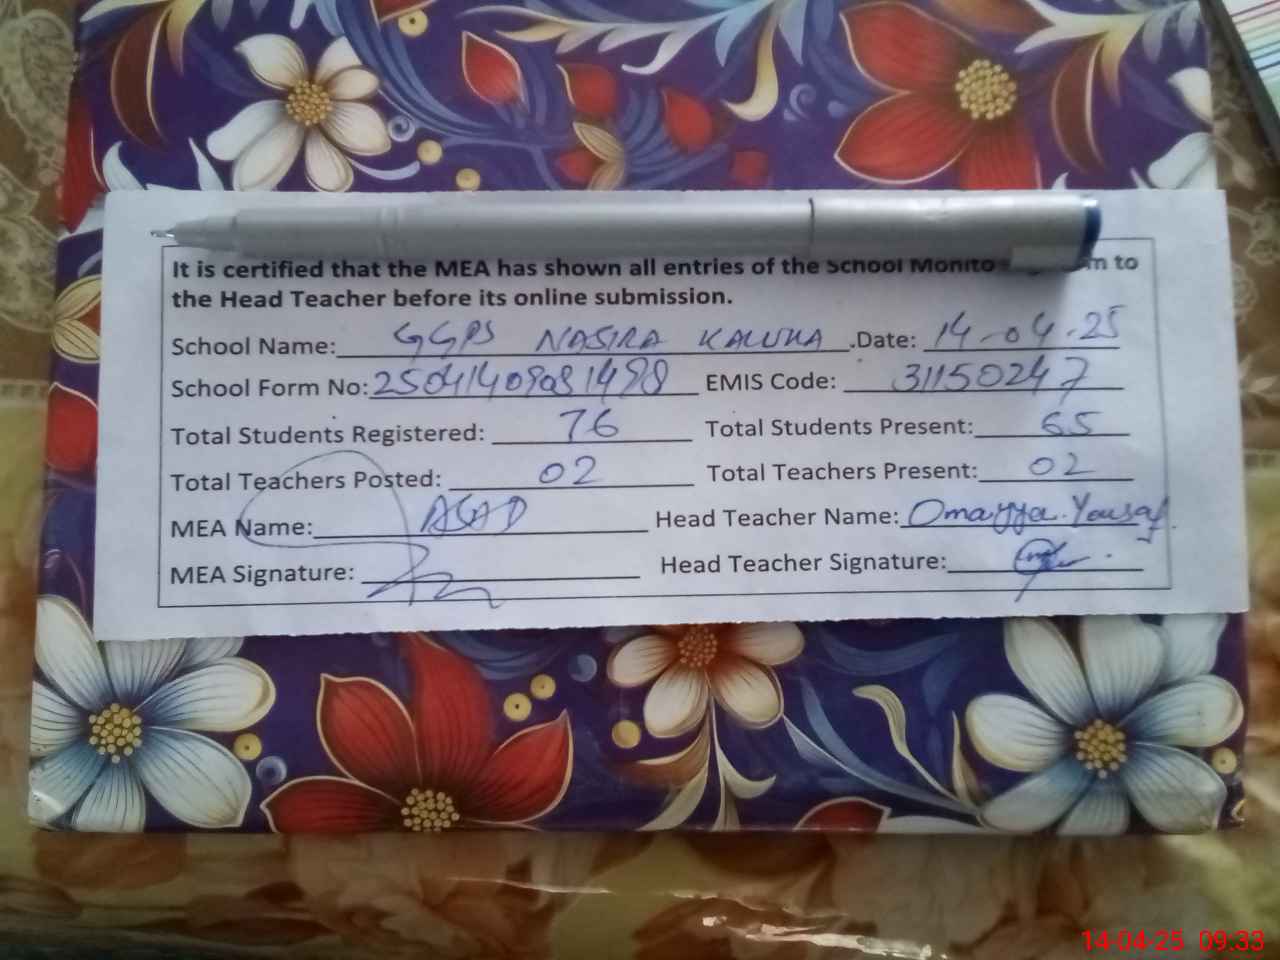 It is certified that the MEA has shown all entries of the School Monito m to
the Head Teacher before its online submission.
School Name: GGPS NASIRA KALUKA .Date: 14-04-25
School Form No: EMIS Code: 31150247
Total Students Registered: 76 Total Students Present: 65
Total Teachers Posted: 02 Total Teachers Present: 02
MEA Name: ASAD Head Teacher Name: Omayya.Yousaf.
MEA Signature: Head Teacher Signature:
14-04-25 09:33